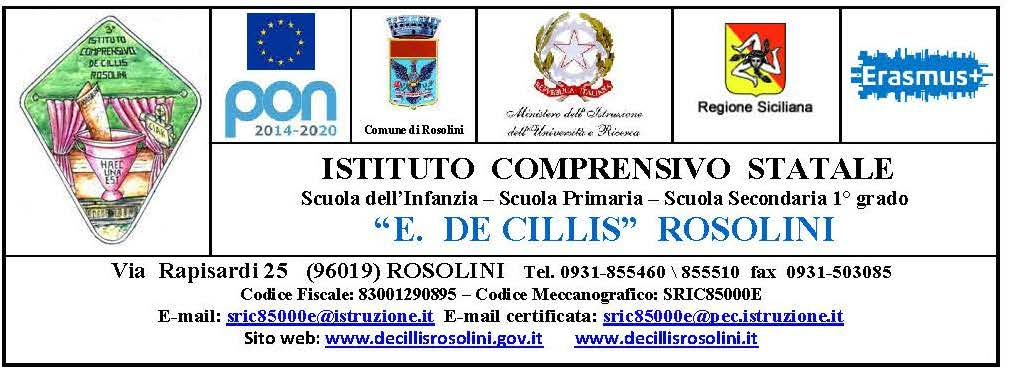 3° ISTITUTO
COMPRENSIVO
DE CILLIS
ROSOLINI
HAEC
UNA
EST
pon
2014-2020
Comune di Rosolini
REPVBBLICA ITALIANA
Ministero dell'Istruzione
dell'Università e Ricerca
Regione Siciliana
Erasmus+
ISTITUTO COMPRENSIVO STATALE
Scuola dell'Infanzia – Scuola Primaria – Scuola Secondaria 1° grado
“E. DE CILLIS” ROSOLINI
Via Rapisardi 25 (96019) ROSOLINI Tel. 0931-855460 \ 855510 fax 0931-503085
Codice Fiscale: 83001290895 – Codice Meccanografico: SRIC85000E
E-mail: sric85000e@istruzione.it E-mail certificata: sric85000e@pec.istruzione.it
Sito web: www.decillisrosolini.gov.it www.decillisrosolini.it